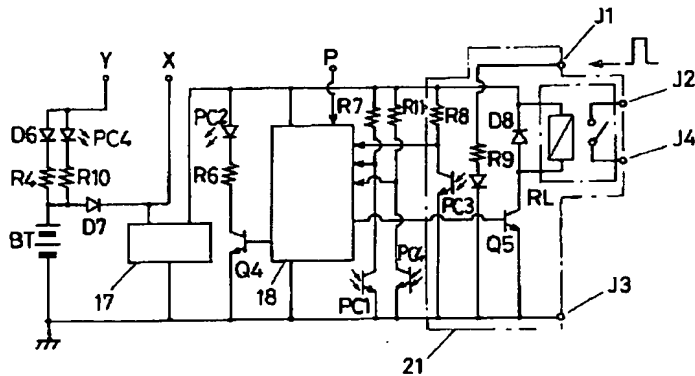 J1
Y X P
J2
D6 PC4 PC2 R7 R11 R8 D8
J4
R4 R10 R6 R9
PC3 RL
D7
BT Q4 Q5
17 18 PC1 PC4 J3
21